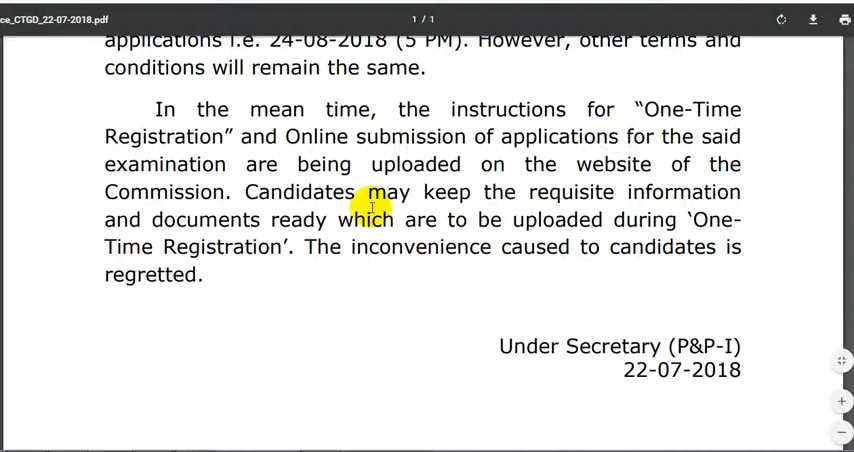 ce_CTGD_22-07-2018.pdf
1 / 1
applications i.e. 24-08-2018 (5 PM). However, other terms and
conditions will remain the same.
In the mean time, the instructions for “One-Time
Registration” and Online submission of applications for the said
examination are being uploaded on the website of the
Commission. Candidates may keep the requisite information
and documents ready which are to be uploaded during ‘One-
Time Registration’. The inconvenience caused to candidates is
regretted.
Under Secretary (P&P-I)
22-07-2018